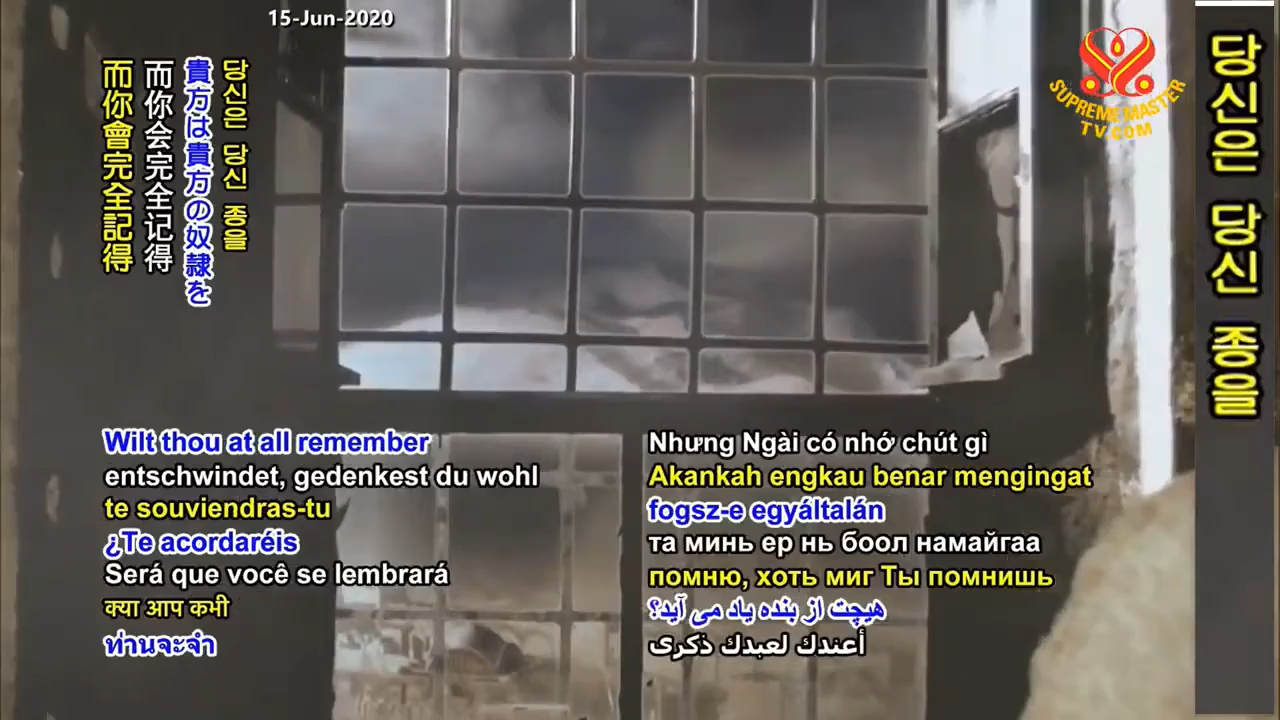 15-Jun-2020
SUPREME MASTER
TV.COM
당신은 당신 종을
당신은 당신 종을
貴方は貴方の奴隷を
而你会完全记得
而你會完全記得
Wilt thou at all remember
entschwindet, gedenkest du wohl
te souviendras-tu
¿Te acordaréis
Será que você se lembrará
क्या आप कभी
ท่านจะจำ
Nhưng Ngài có nhớ chút gì
Akankah engkau benar mengingat
fogsz-e egyáltalán
та минь ер нь боол намайгаа
помню, хоть миг Ты помнишь
هیچت از بنده یاد می آید؟
أعندك لعبدك ذكرى